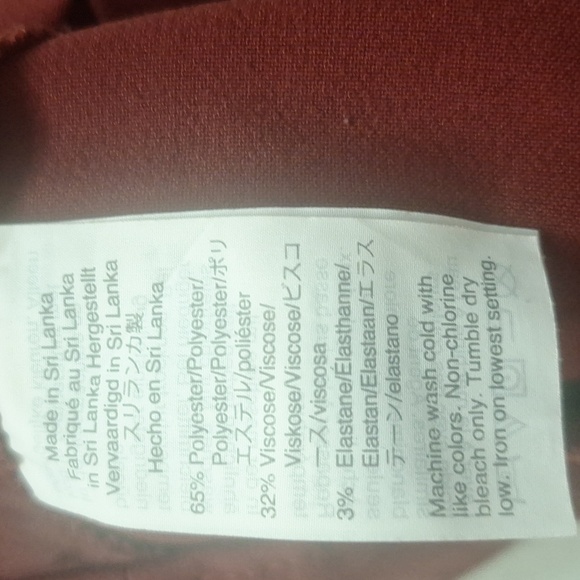 Made in Sri Lanka
Fabriqué au Sri Lanka
in Sri Lanka Hergestellt
Vervaardigd in Sri Lanka
スリランカ製
Hecho en Sri Lanka
65% Polyester/Polyester/
Polyester/Polyester/ポリ
エステル/poliéster
32% Viscose/Viscose/
Viskose/Viscose/ビスコ
ース/viscosa
3% Elastane/Élasthanne/
Elastan/Elastaan/エラス
テーン/elastano
Machine wash cold with
like colors. Non-chlorine
bleach only. Tumble dry
low. Iron on lowest setting.